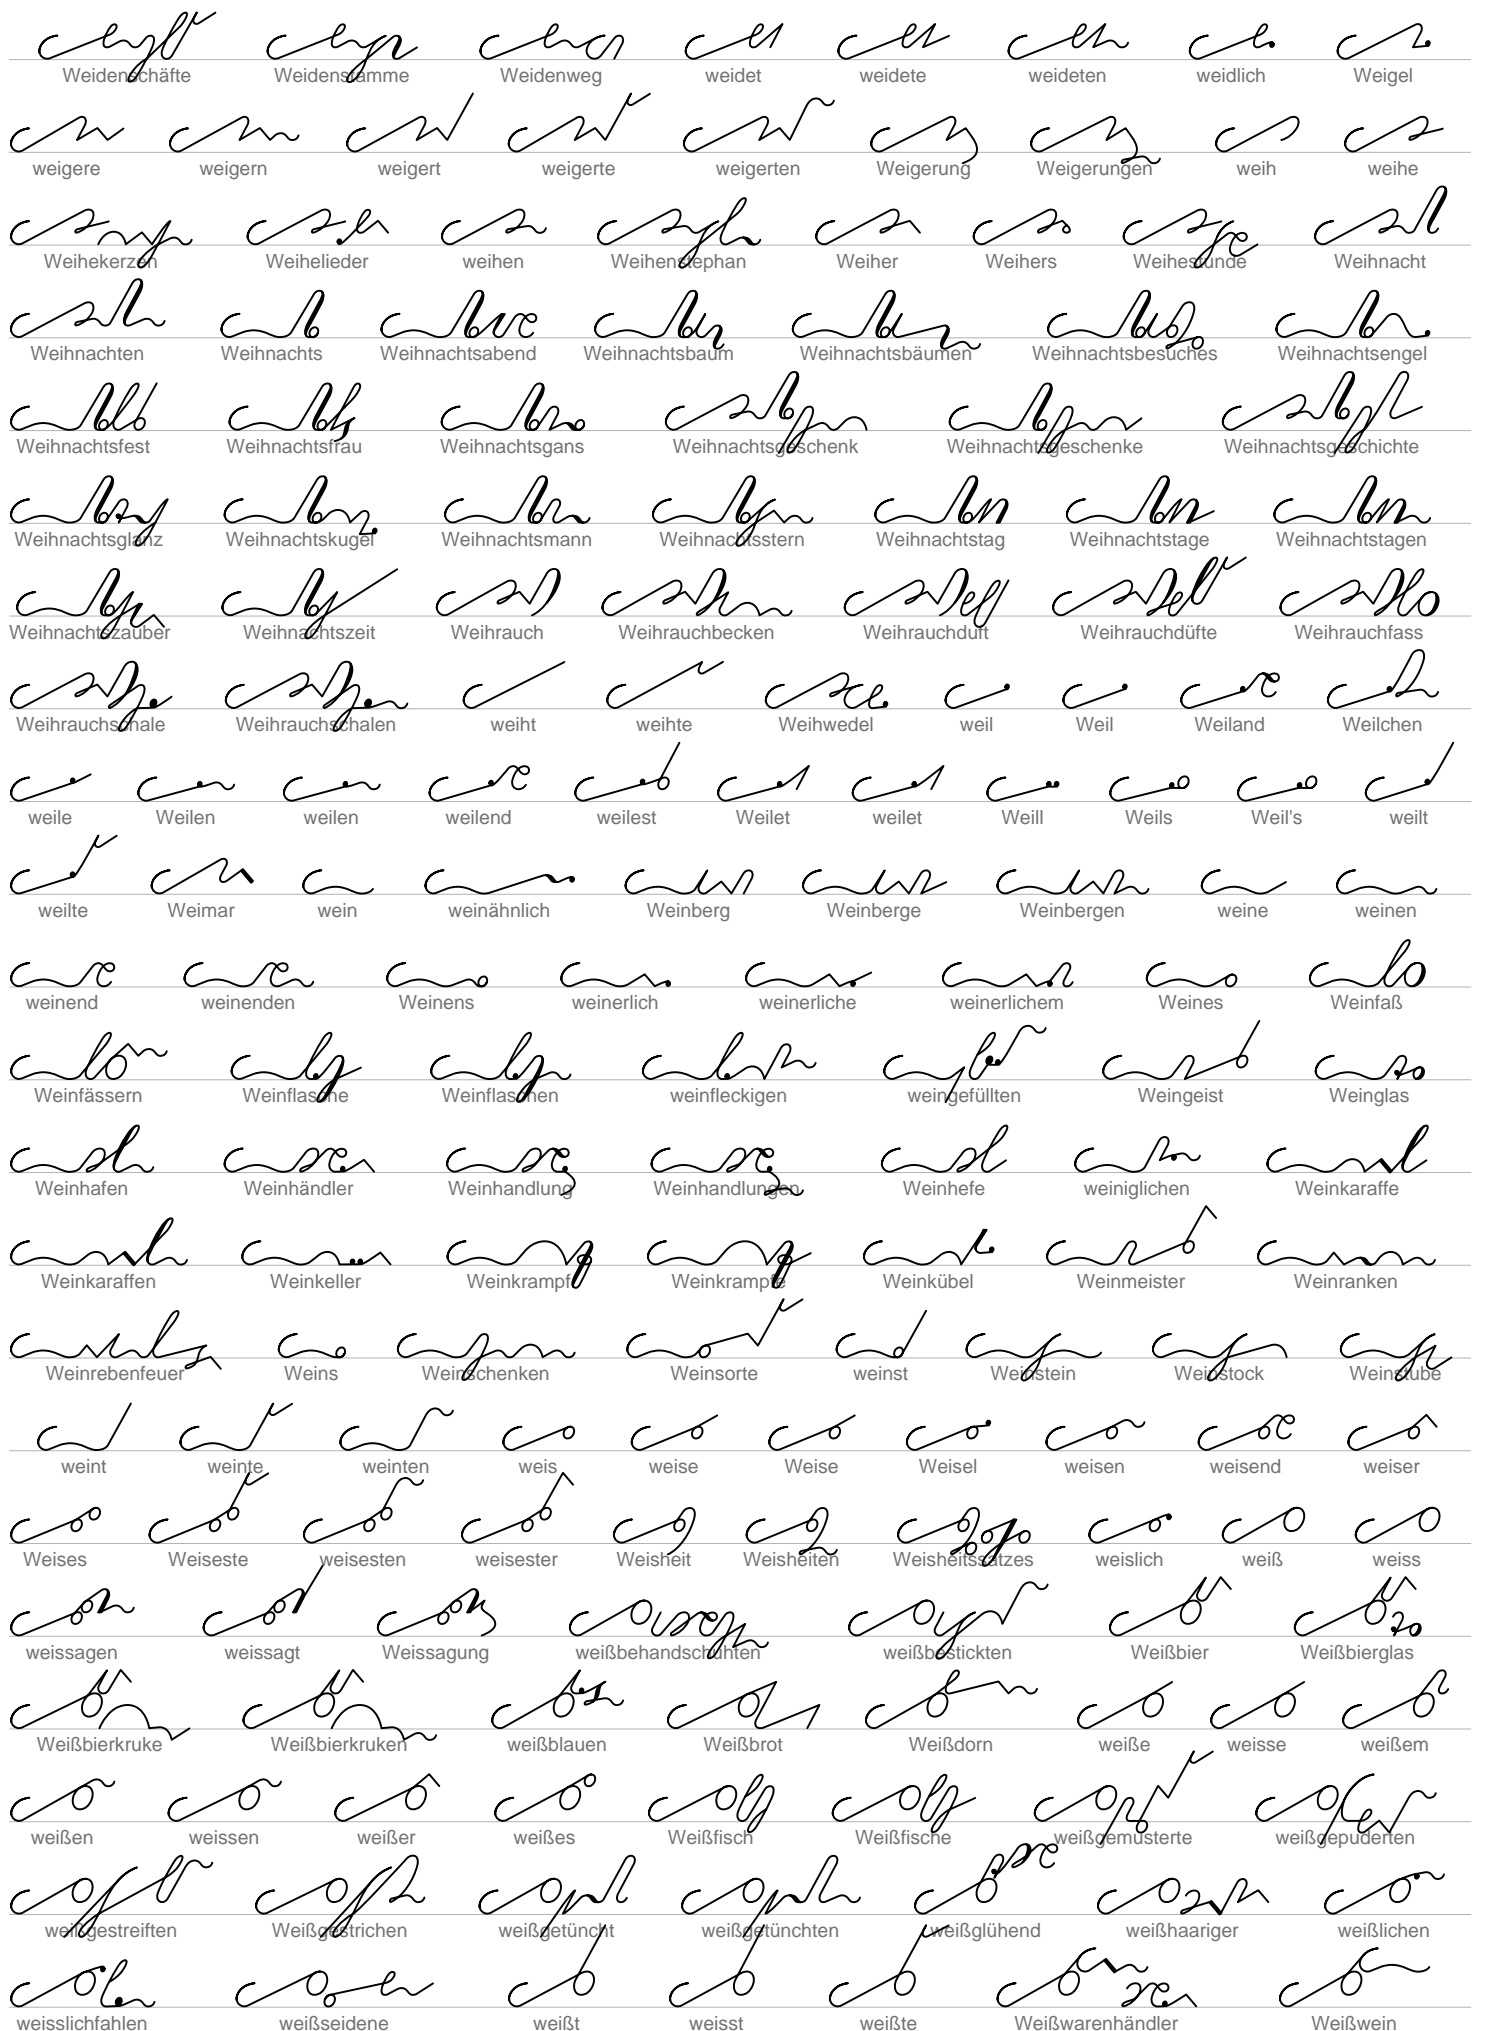 Weidenschäfte Weidenstämme Weidenweg weidet weidete weideten weidlich Weigel
weigere weigern weigert weigerte weigerten Weigerung Weigerungen weih weihe
Weihekerzen Weihelieder weihen Weihenstephan Weiher Weihers Weihestunde Weihnacht
Weihnachten Weihnachts Weihnachtsabend Weihnachtsbaum Weihnachtsbäumen Weihnachtsbesuches Weihnachtsengel
Weihnachtsfest Weihnachtsfrau Weihnachtsgans Weihnachtsgeschenk Weihnachtsgeschenke Weihnachtsgeschichte
Weihnachtsglanz Weihnachtskugel Weihnachtsmann Weihnachtsstern Weihnachtstag Weihnachtstage Weihnachtstagen
Weihnachtszauber Weihnachtszeit Weihrauch Weihrauchbecken Weihrauchduft Weihrauchdüfte Weihrauchfass
Weihrauchschale Weihrauchschalen weiht weihte Weihwedel weil Weil Weiland Weilchen
weile Weilen weilen weilend weilest Weilet weilet Weill Weils Weil's weilt
weilte Weimar wein weinähnlich Weinberg Weinberge Weinbergen weine weinen
weinend weinenden Weinens weinerlich weinerliche weinerlichem Weines Weinfaß
Weinfässern Weinflasche Weinflaschen weinfleckigen weingefüllten Weingeist Weinglas
Weinhafen Weinhändler Weinhandlung Weinhandlungen Weinhefe weiniglichen Weinkaraffe
Weinkaraffen Weinkeller Weinkrampf Weinkrampfe Weinkübel Weinmeister Weinranken
Weinrebenfeuer Weins Weinschenken Weinsorte weinst Weinstein Weinstock Weinstube
weint weinte weinten weis weise Weise Weisel weisen weisend weiser
Weises Weiseste weisesten weisester Weisheit Weisheiten Weisheitssatzes weislich weiß weiss
weissagen weissagt Weissagung weißbehandschuhten weißbestickten Weißbier Weißbierglas
Weißbierkruke Weißbierkruken weißblauen Weißbrot Weißdorn weiße weisse weißem
weißen weissen weißer weißes Weißfisch Weißfische weißgemusterte weißgepuderten
weißgestreiften Weißgestrichen weißgetüncht weißgetünchten weißglühend weißhaariger weißlichen
weisslichfahlen weißseidene weißt weisst weißte Weißwarenhändler Weißwein